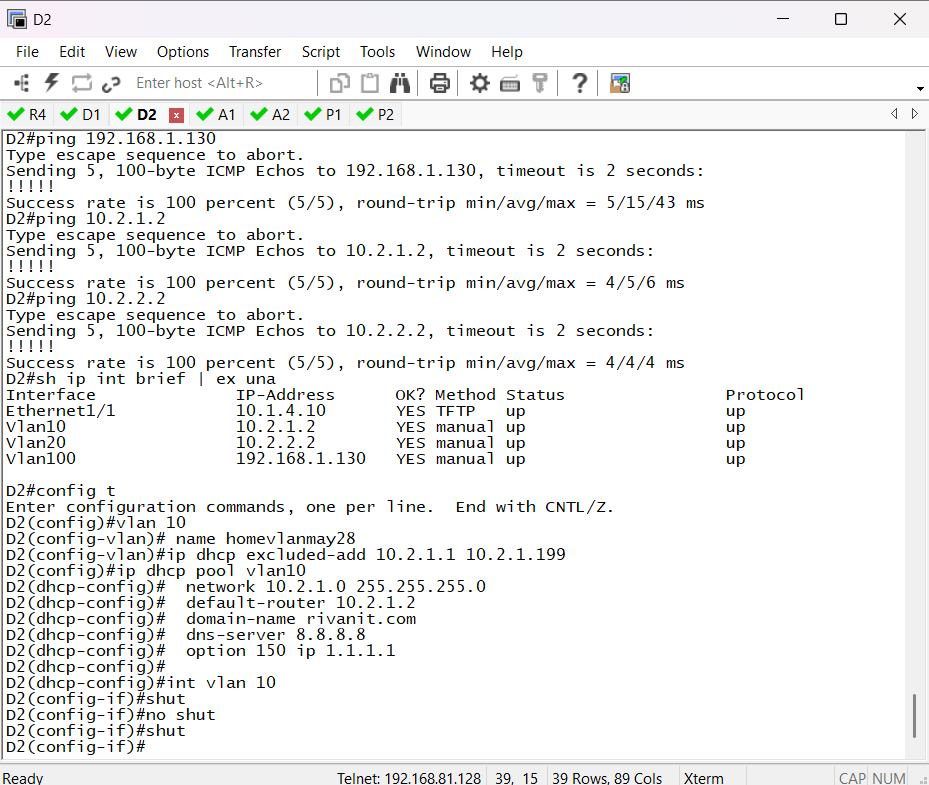 D2
File Edit View Options Transfer Script Tools Window Help
Enter host <Alt+R>
R4 D1 D2 x A1 A2 P1 P2
D2#ping 192.168.1.130
Type escape sequence to abort.
Sending 5, 100-byte ICMP Echos to 192.168.1.130, timeout is 2 seconds:
!!!!!
Success rate is 100 percent (5/5), round-trip min/avg/max = 5/15/43 ms
D2#ping 10.2.1.2
Type escape sequence to abort.
Sending 5, 100-byte ICMP Echos to 10.2.1.2, timeout is 2 seconds:
!!!!!
Success rate is 100 percent (5/5), round-trip min/avg/max = 4/5/6 ms
D2#ping 10.2.2.2
Type escape sequence to abort.
Sending 5, 100-byte ICMP Echos to 10.2.2.2, timeout is 2 seconds:
!!!!!
Success rate is 100 percent (5/5), round-trip min/avg/max = 4/4/4 ms
D2#sh ip int brief | ex una
Interface IP-Address OK? Method Status Protocol
Ethernet1/1 10.1.4.10 YES TFTP up up
Vlan10 10.2.1.2 YES manual up up
Vlan20 10.2.2.2 YES manual up up
Vlan100 192.168.1.130 YES manual up up
D2#config t
Enter configuration commands, one per line. End with CNTL/Z.
D2(config)#vlan 10
D2(config-vlan)# name homevlanmay28
D2(config-vlan)#ip dhcp excluded-add 10.2.1.1 10.2.1.199
D2(config)#ip dhcp pool vlan10
D2(dhcp-config)# network 10.2.1.0 255.255.255.0
D2(dhcp-config)# default-router 10.2.1.2
D2(dhcp-config)# domain-name rivanit.com
D2(dhcp-config)# dns-server 8.8.8.8
D2(dhcp-config)# option 150 ip 1.1.1.1
D2(dhcp-config)#
D2(dhcp-config)#int vlan 10
D2(config-if)#shut
D2(config-if)#no shut
D2(config-if)#shut
D2(config-if)#
Ready Telnet: 192.168.81.128 39, 15 39 Rows, 89 Cols Xterm CAP NUM